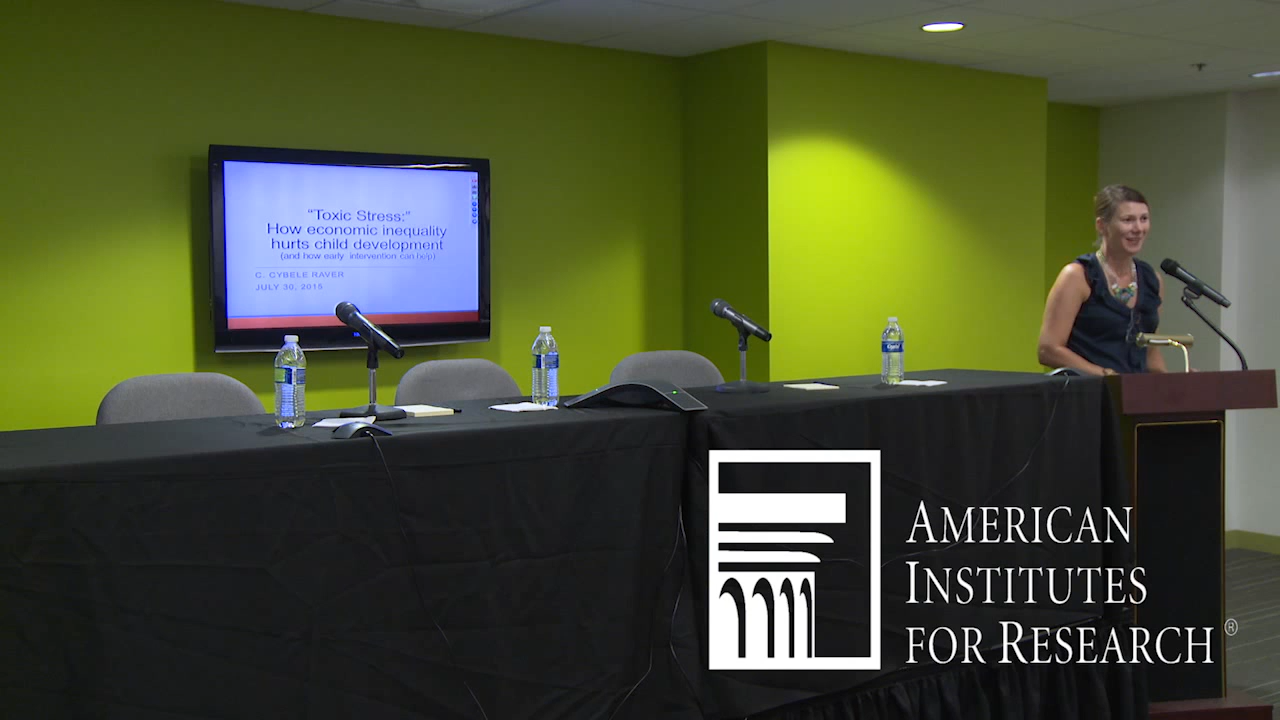 “Toxic Stress:”
How economic inequality
hurts child development
(and how early intervention can help)
C. CYBELE RAVER
JULY 30, 2015
AMERICAN
INSTITUTES
FOR RESEARCH®